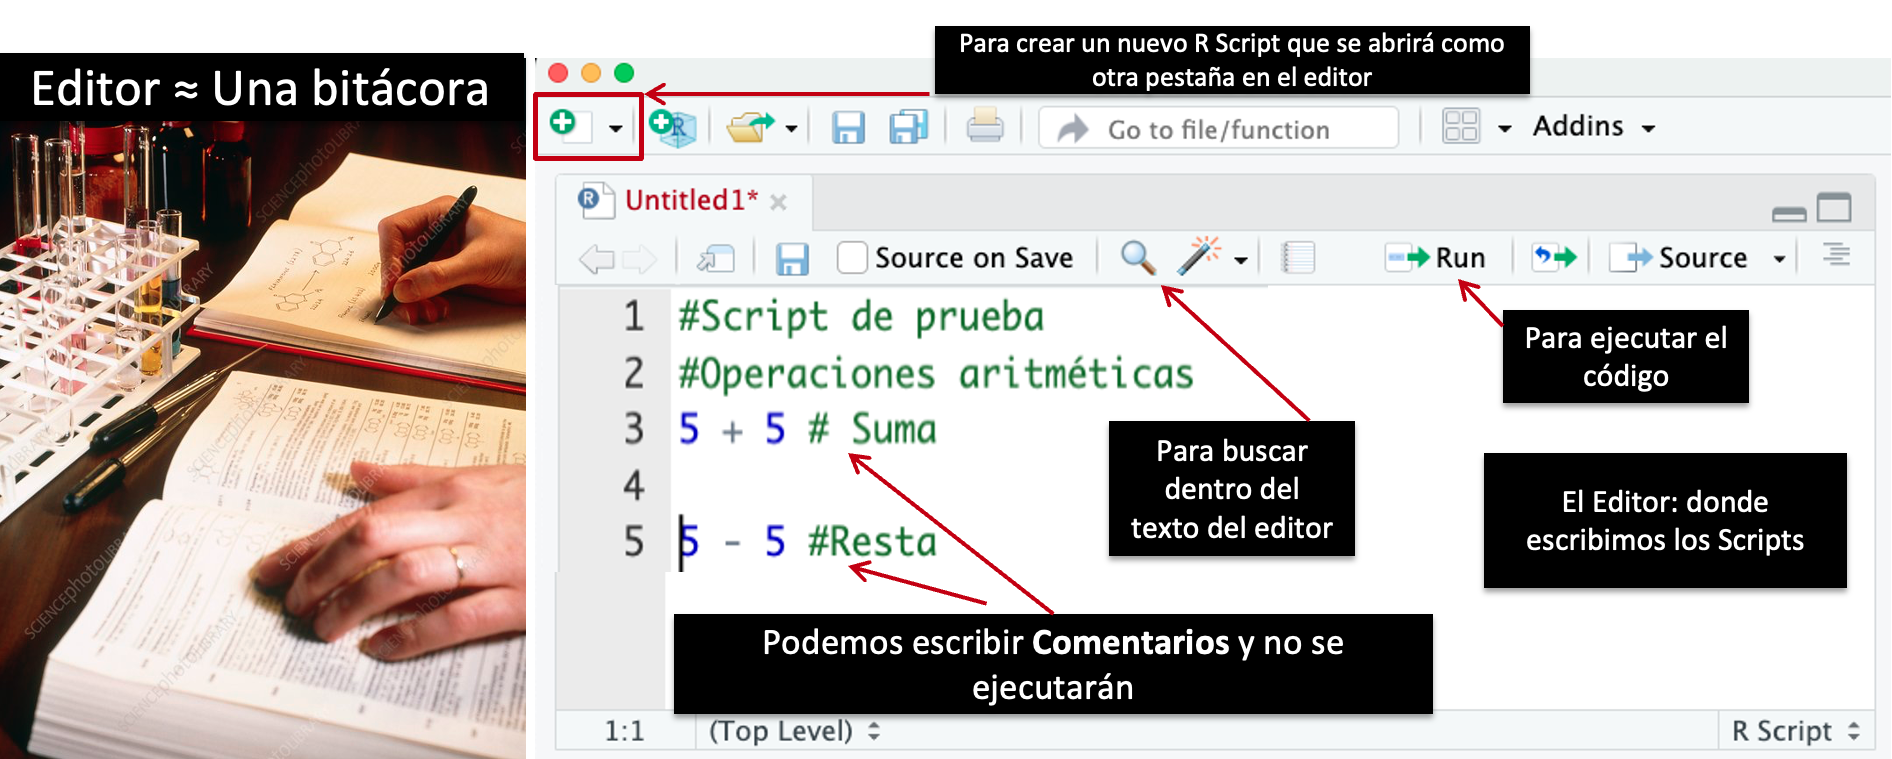 Para crear un nuevo R Script que se abrirá como
otra pestaña en el editor
Editor ≈ Una bitácora
Go to file/function
Addins
Untitled1*
Source on Save
Run
Source
1 #Script de prueba
2 #Operaciones aritméticas
3 5 + 5 # Suma
4
5 5 - 5 #Resta
Para ejecutar el
código
Para buscar
dentro del
texto del editor
El Editor: donde
escribimos los Scripts
Podemos escribir Comentarios y no se
ejecutarán
1:1
(Top Level)
R Script
SCIENCEPHOTOLIBRARY